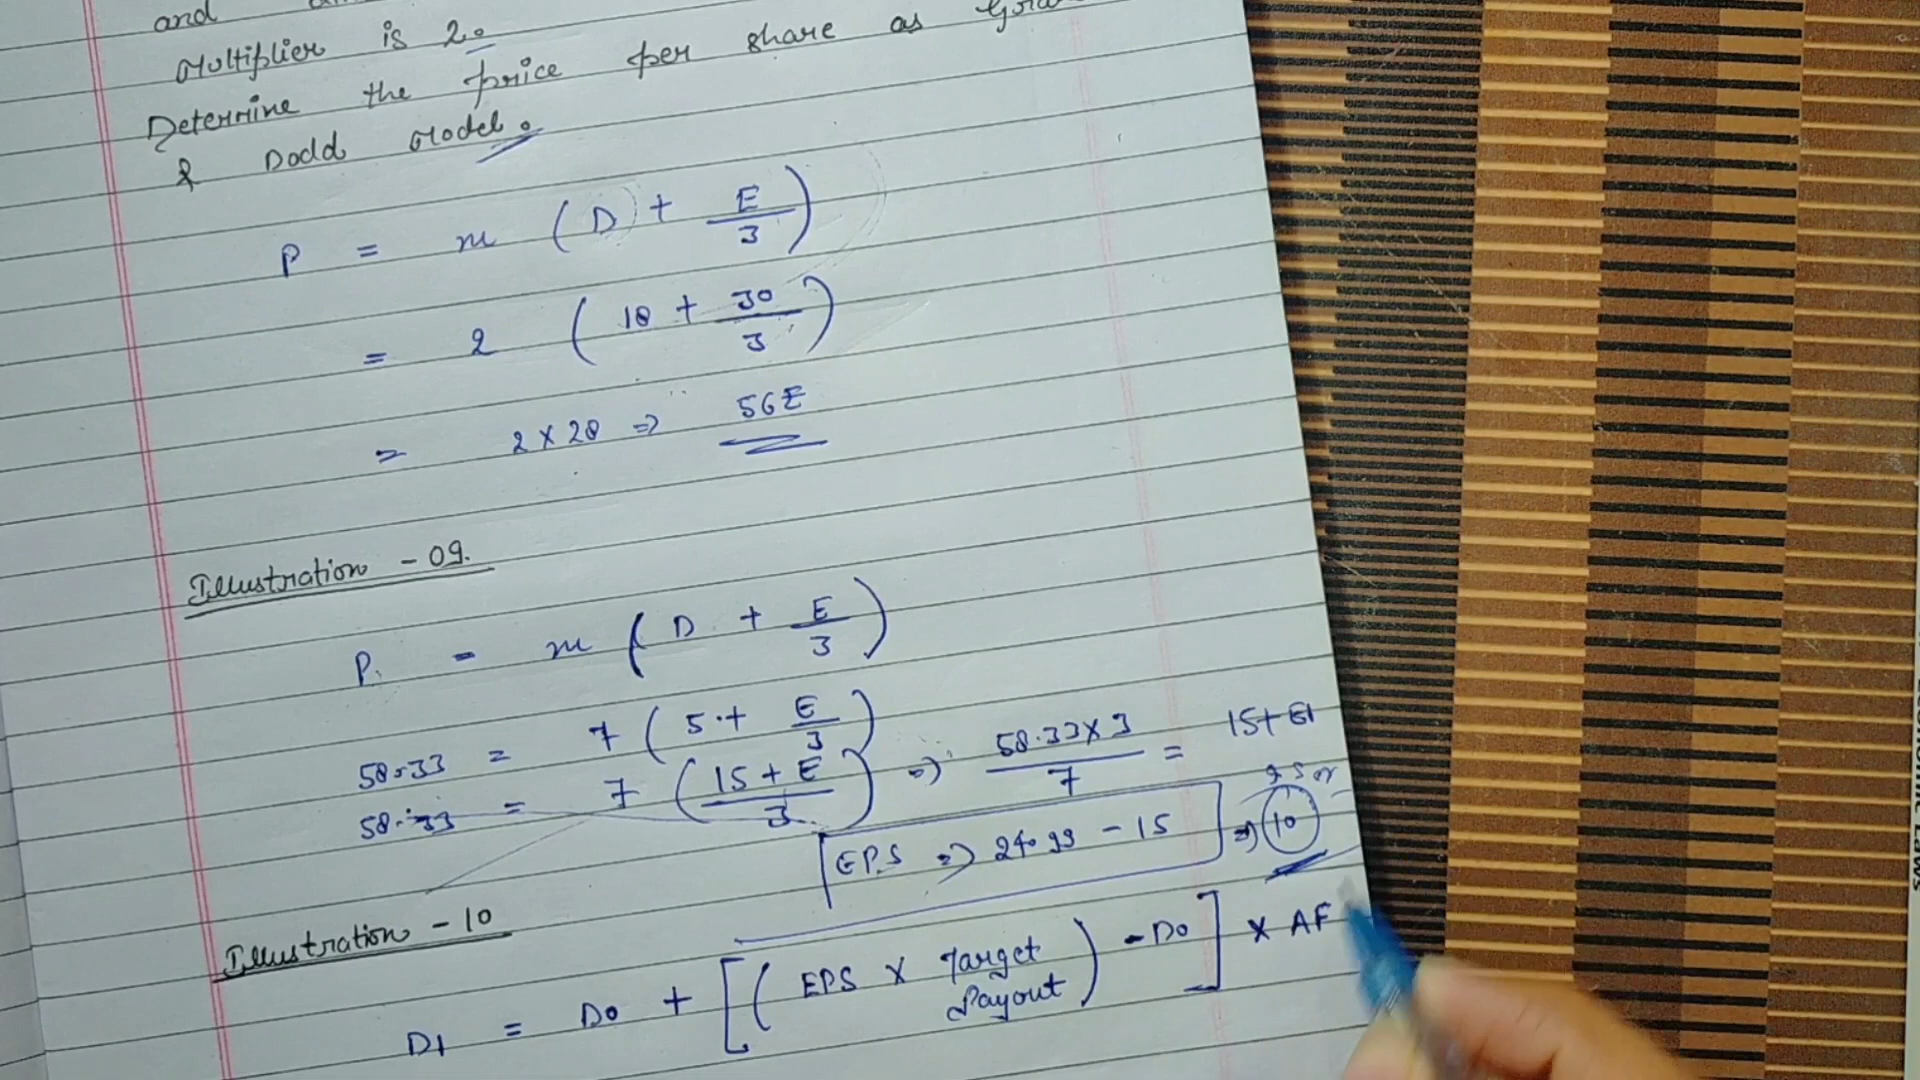 and
Multiplier is 2.
Determine the price per share as
& Dodd Model.
P = m ( D + E/3 )
= 2 ( 18 + 30/3 )
= 2 x 28 => 56₹
Illustration - 09.
P = m ( D + E/3 )
58.33 = 7 ( 5 + E/3 )
58.33 = 7 ( 15 + E / 3 ) => 58.33 x 3 / 7 = 15 + E
EPS => 24.99 - 15 => 10
Illustration - 10
D1 = D0 + [ ( EPS x Target Payout ) - D0 ] x AF